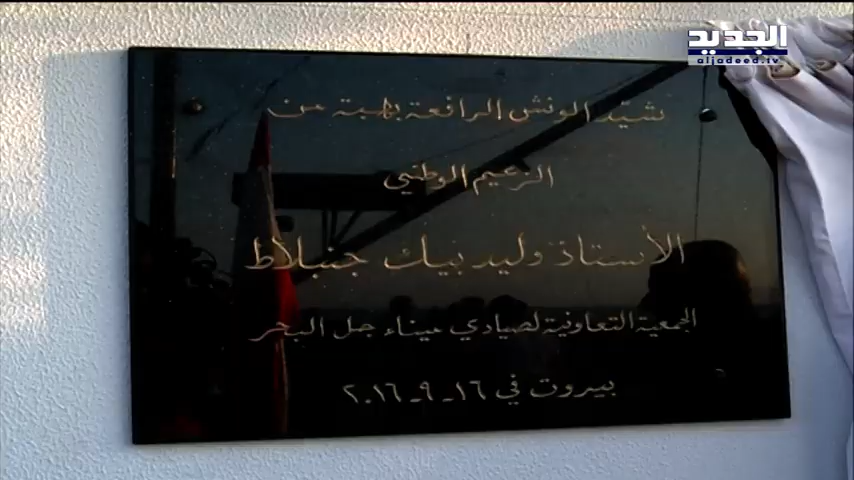 الجديد
aljadeed.tv
شيّد الونش الرافعة بهبة من
الزعيم الوطني
الأستاذ وليد بيك جنبلاط
الجمعية التعاونية لصيادي ميناء جل البحر
بيروت في ١٦-٩-٢٠١٦